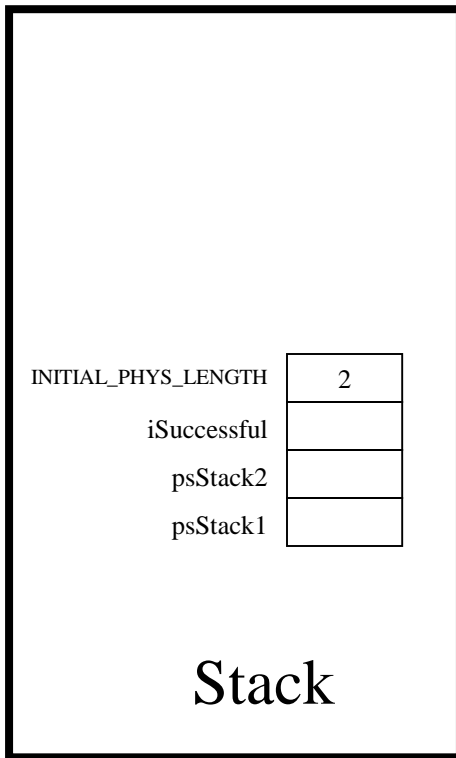 INITIAL_PHYS_LENGTH 2
iSuccessful
psStack2
psStack1
Stack